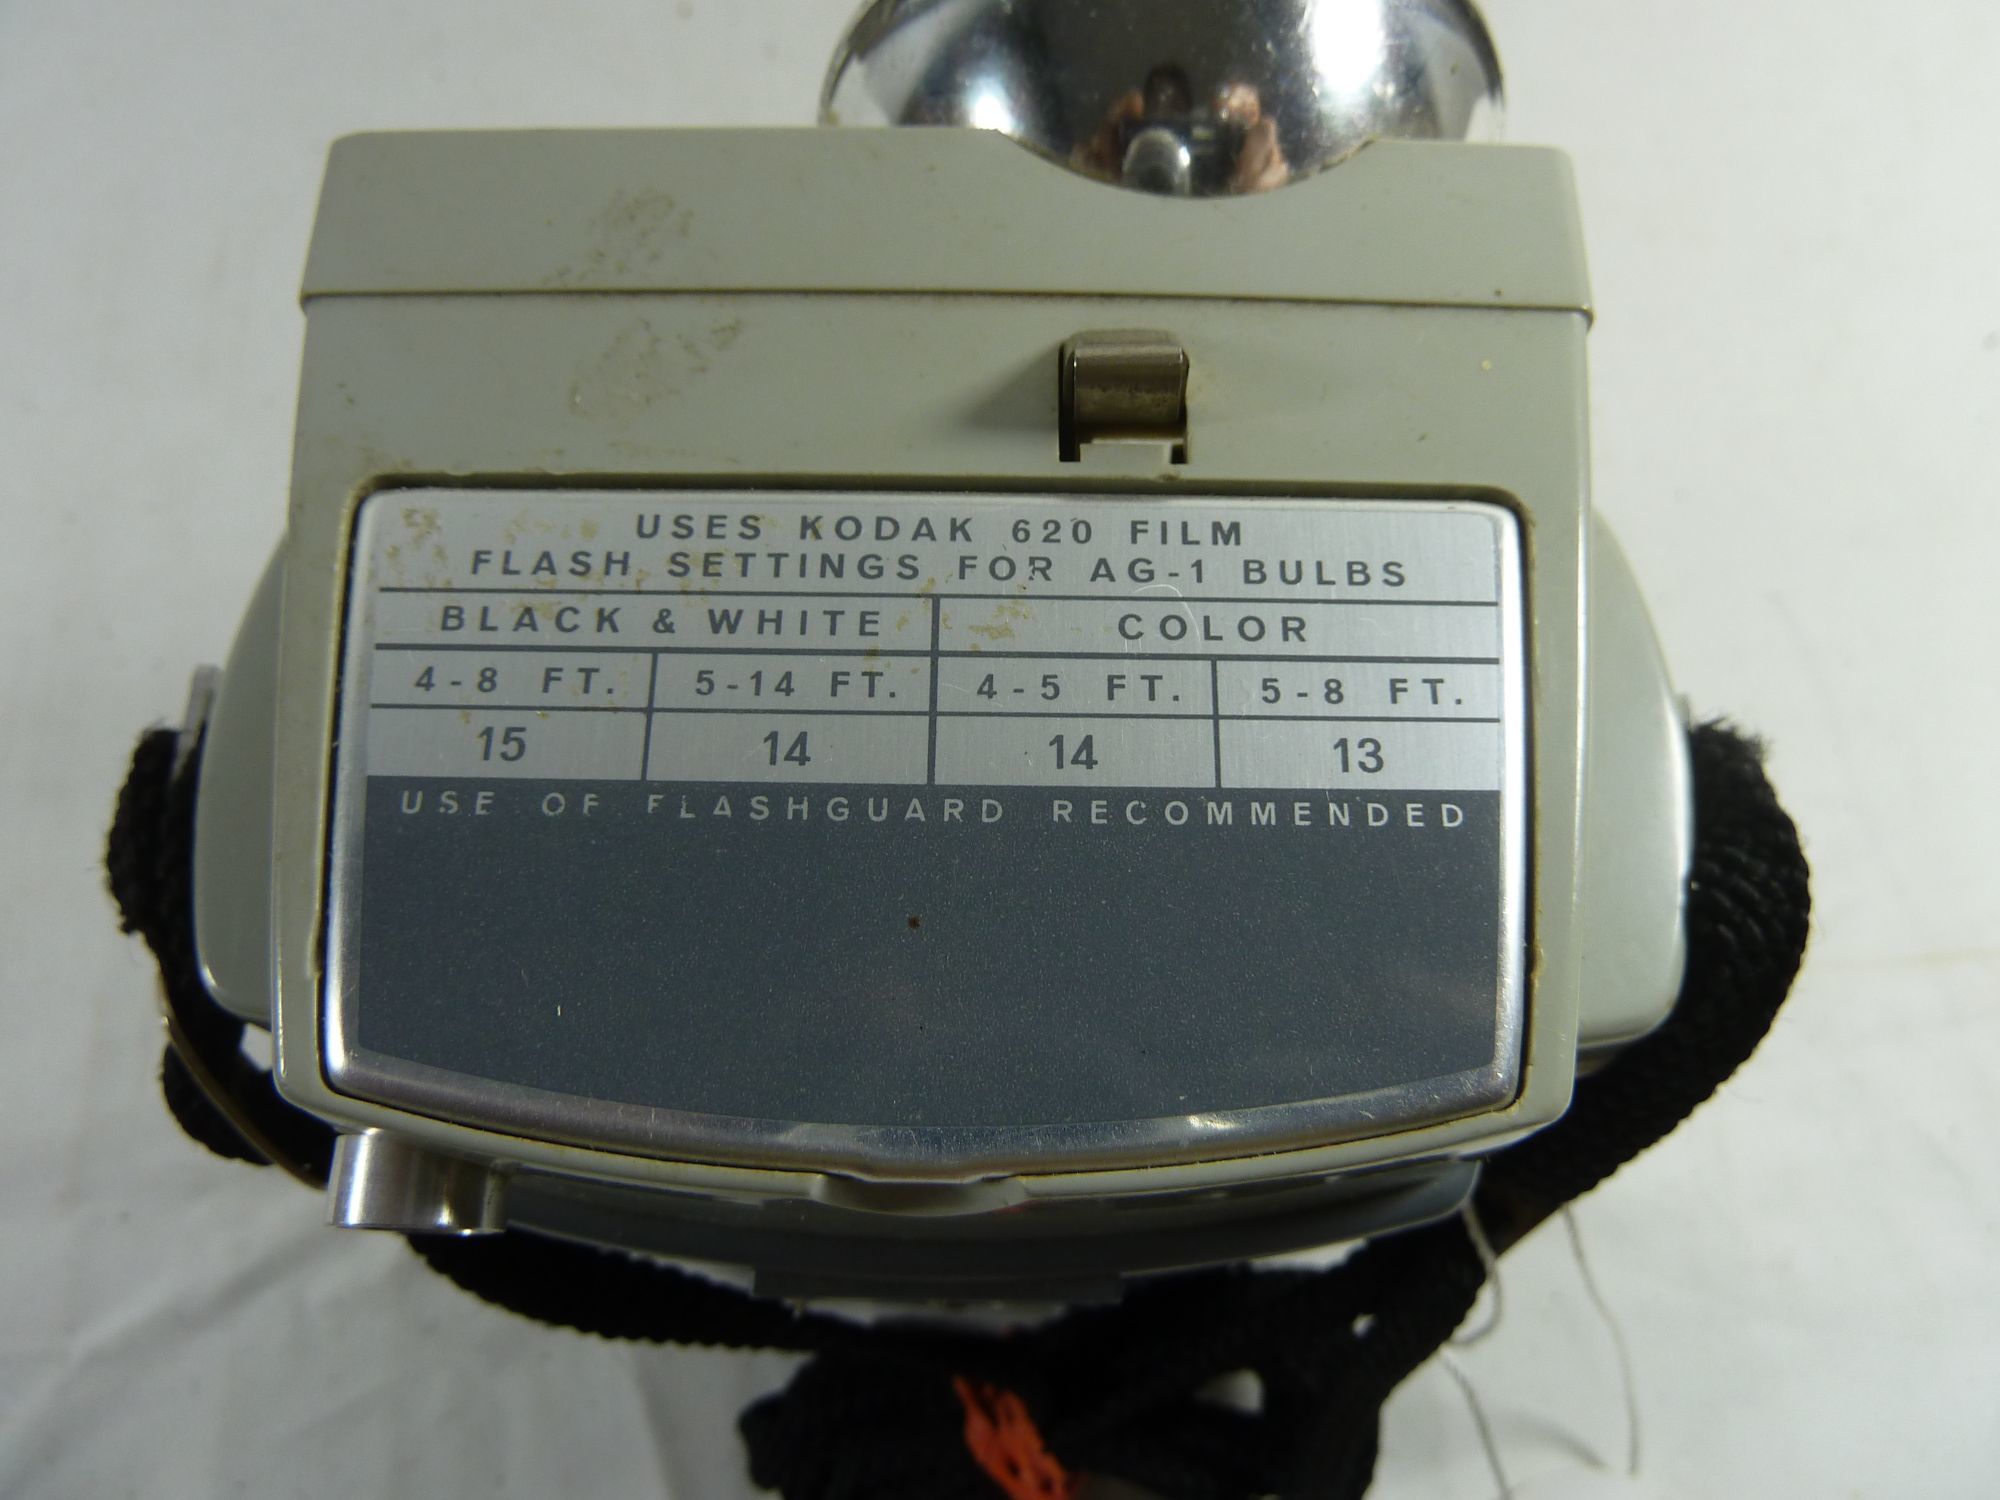 USES KODAK 620 FILM
FLASH SETTINGS FOR AG-1 BULBS
BLACK & WHITE COLOR
4-8 FT. 5-14 FT. 4-5 FT. 5-8 FT.
15 14 14 13
USE OF FLASHGUARD RECOMMENDED